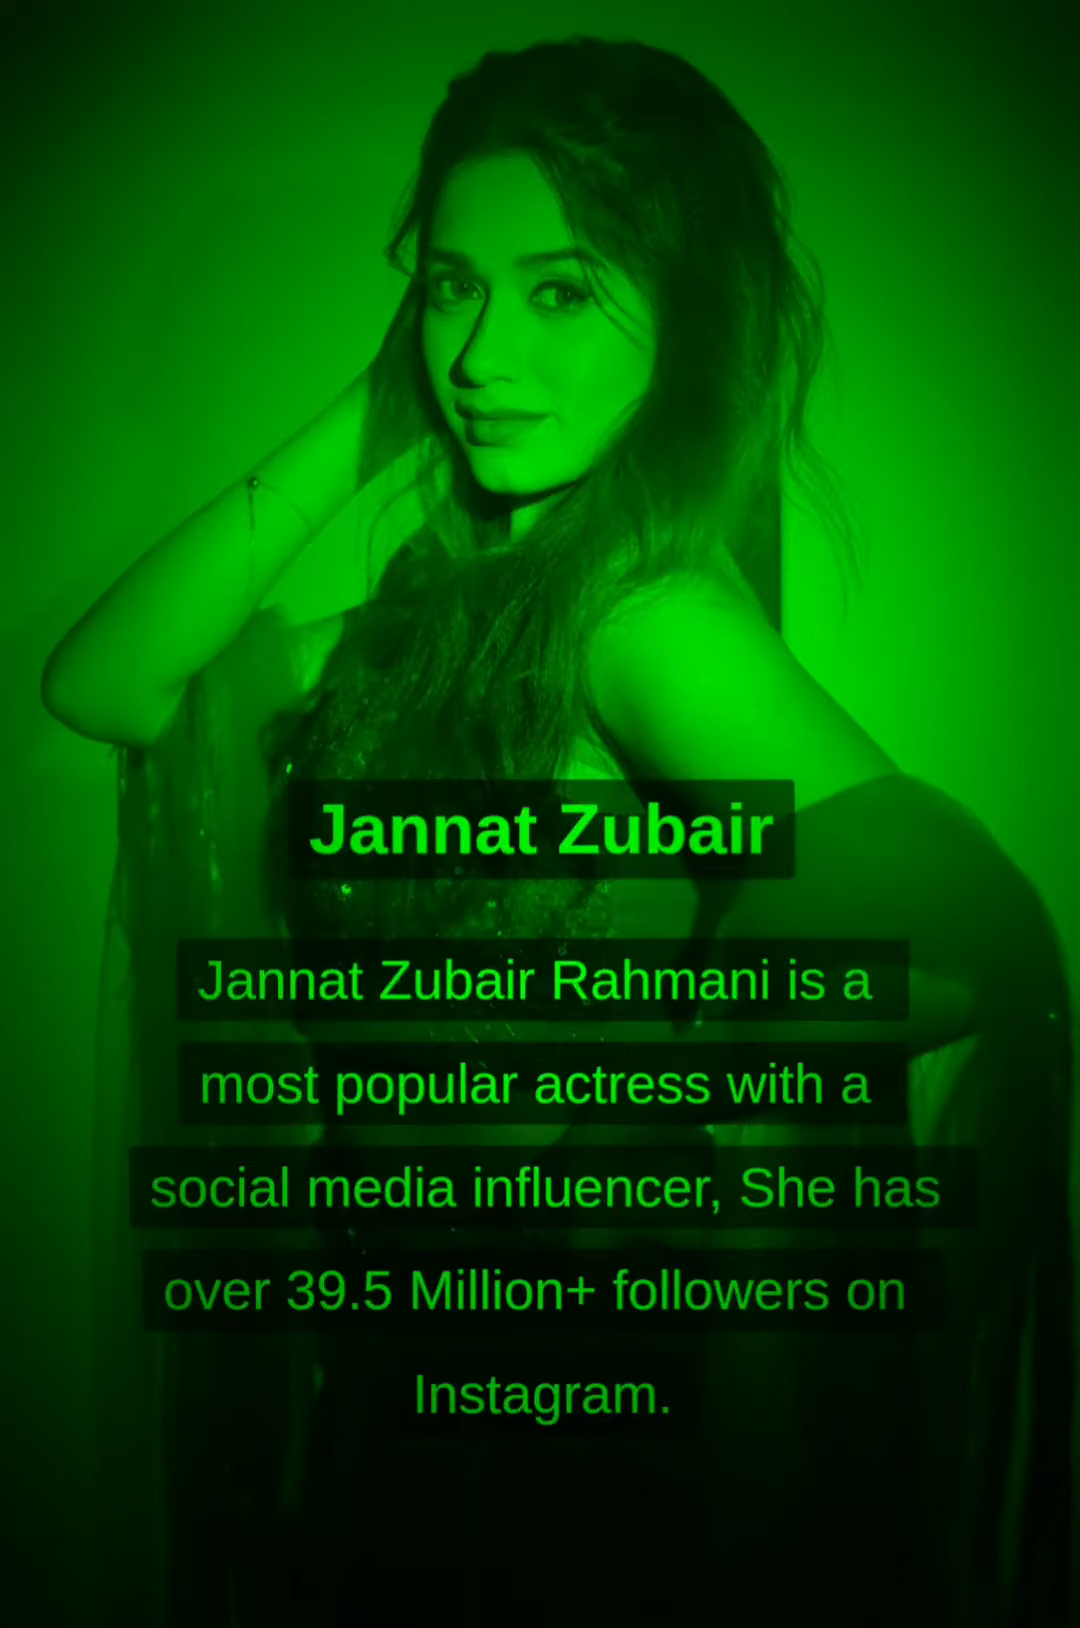 Jannat Zubair
Jannat Zubair Rahmani is a
most popular actress with a
social media influencer, She has
over 39.5 Million+ followers on
Instagram.